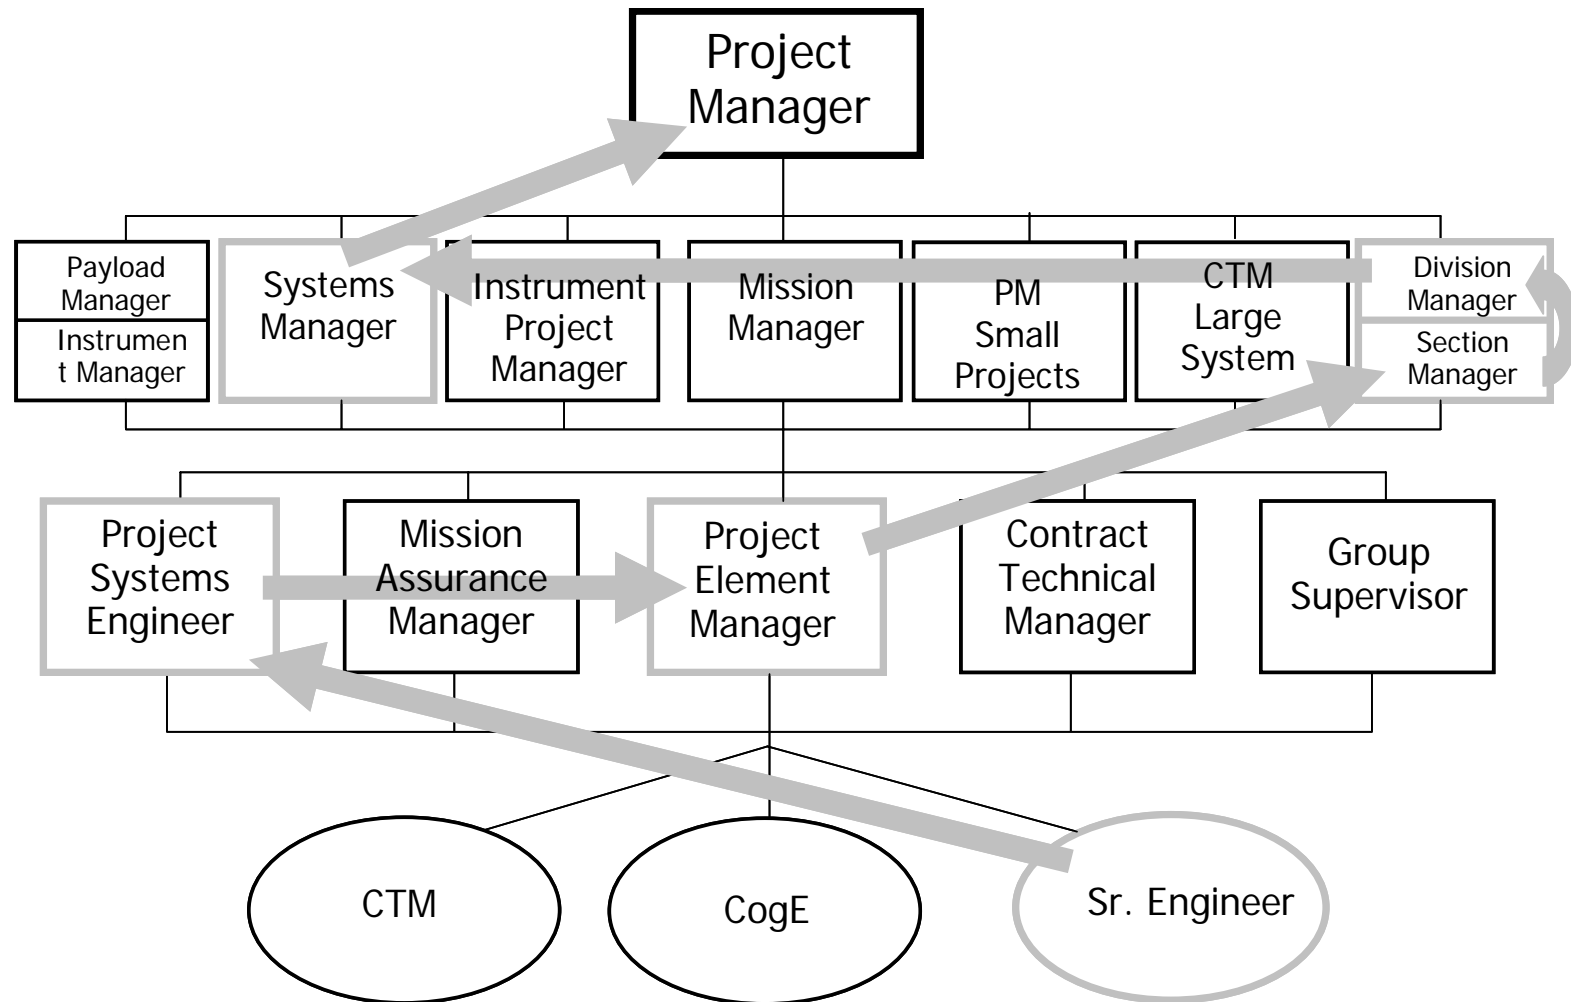 Project
Manager
Payload
Manager
Instrumen
t Manager
Systems
Manager
Instrument
Project
Manager
Mission
Manager
PM
Small
Projects
CTM
Large
System
Division
Manager
Section
Manager
Project
Systems
Engineer
Mission
Assurance
Manager
Project
Element
Manager
Contract
Technical
Manager
Group
Supervisor
CTM
CogE
Sr. Engineer